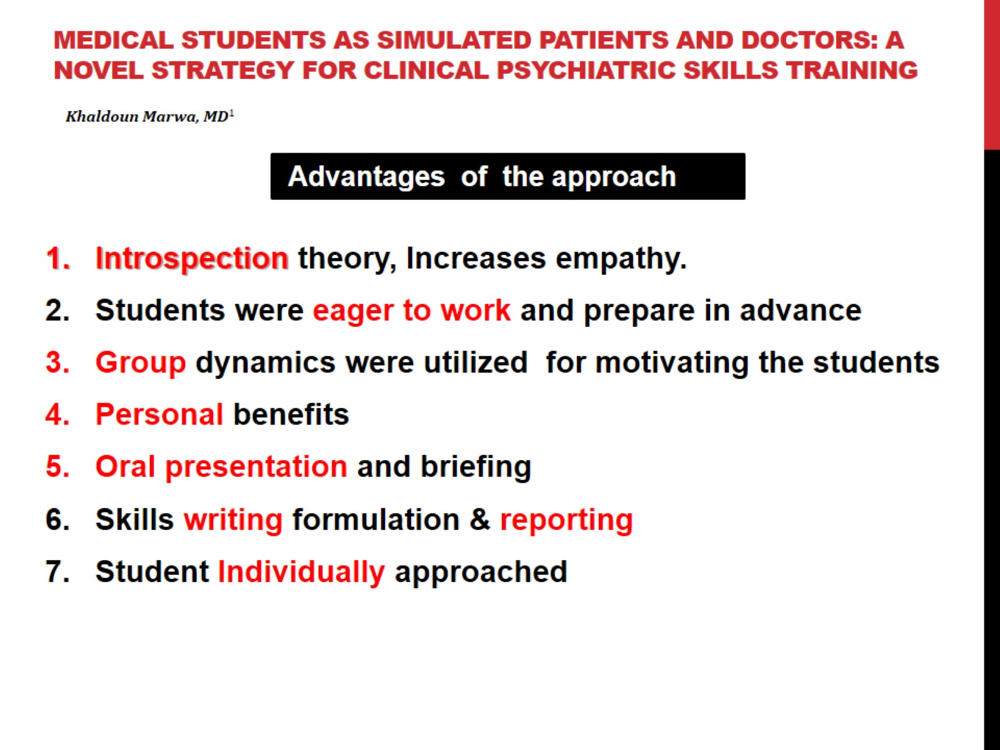 MEDICAL STUDENTS AS SIMULATED PATIENTS AND DOCTORS: A
NOVEL STRATEGY FOR CLINICAL PSYCHIATRIC SKILLS TRAINING
Khaldoun Marwa, MD1
Advantages of the approach
1. Introspection theory, Increases empathy.
2. Students were eager to work and prepare in advance
3. Group dynamics were utilized for motivating the students
4. Personal benefits
5. Oral presentation and briefing
6. Skills writing formulation & reporting
7. Student Individually approached